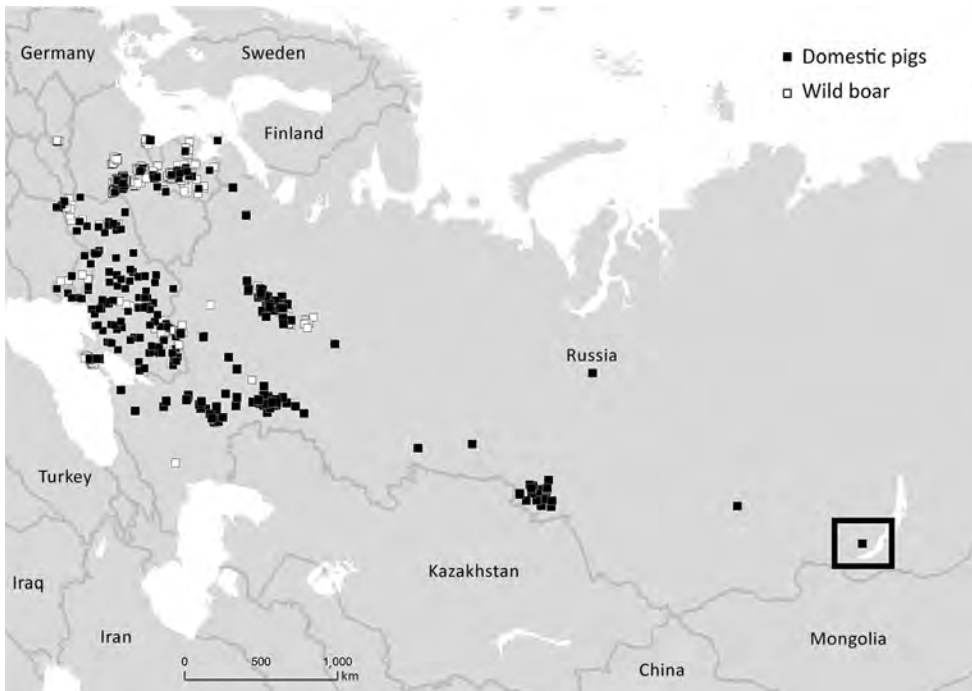 Germany
Sweden
Domestic pigs
Wild boar
Finland
Russia
Turkey
Kazakhstan
Iraq
Iran
Mongolia
China
0 500 1,000
km